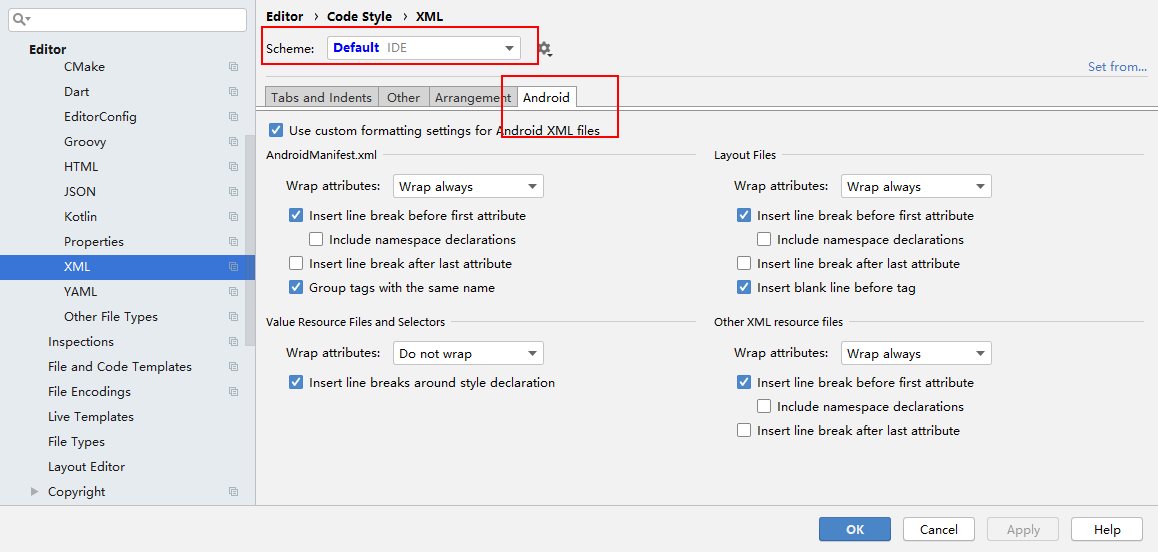 Editor
CMake
Dart
EditorConfig
Groovy
HTML
JSON
Kotlin
Properties
XML
YAML
Other File Types
Inspections
File and Code Templates
File Encodings
Live Templates
File Types
Layout Editor
Copyright
Editor › Code Style › XML
Scheme: Default IDE
Set from...
Tabs and Indents Other Arrangement Android
Use custom formatting settings for Android XML files
AndroidManifest.xml
Wrap attributes: Wrap always
Insert line break before first attribute
Include namespace declarations
Insert line break after last attribute
Group tags with the same name
Layout Files
Wrap attributes: Wrap always
Insert line break before first attribute
Include namespace declarations
Insert line break after last attribute
Insert blank line before tag
Value Resource Files and Selectors
Wrap attributes: Do not wrap
Insert line breaks around style declaration
Other XML resource files
Wrap attributes: Wrap always
Insert line break before first attribute
Include namespace declarations
Insert line break after last attribute
OK Cancel Apply Help